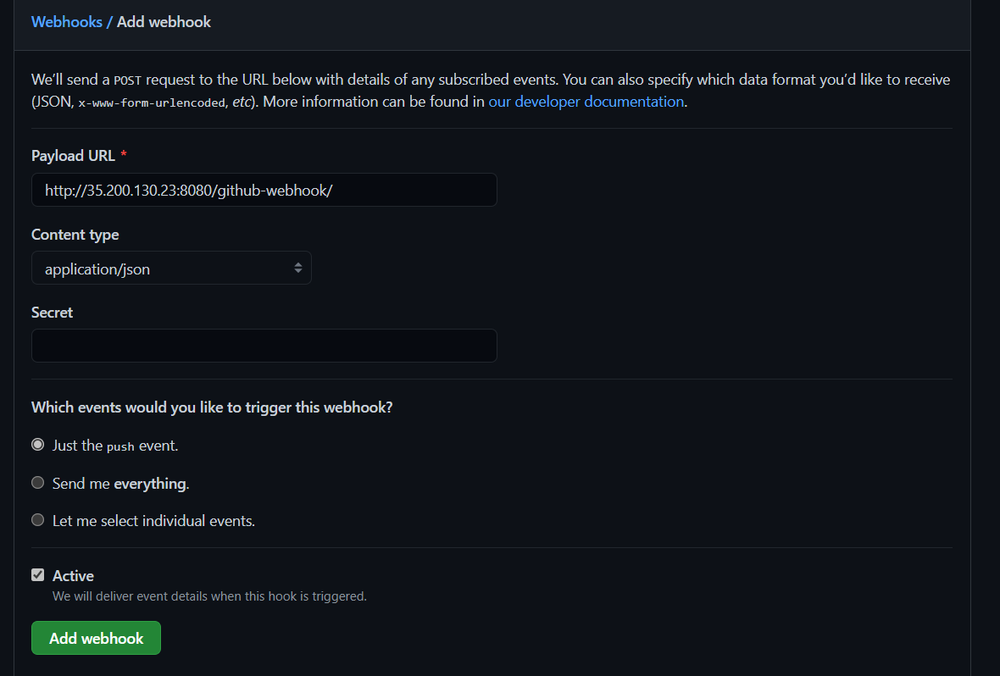 Webhooks / Add webhook
We’ll send a POST request to the URL below with details of any subscribed events. You can also specify which data format you’d like to receive
(JSON, x-www-form-urlencoded, etc). More information can be found in our developer documentation.
Payload URL *
http://35.200.130.23:8080/github-webhook/
Content type
application/json
Secret
Which events would you like to trigger this webhook?
Just the push event.
Send me everything.
Let me select individual events.
Active
We will deliver event details when this hook is triggered.
Add webhook